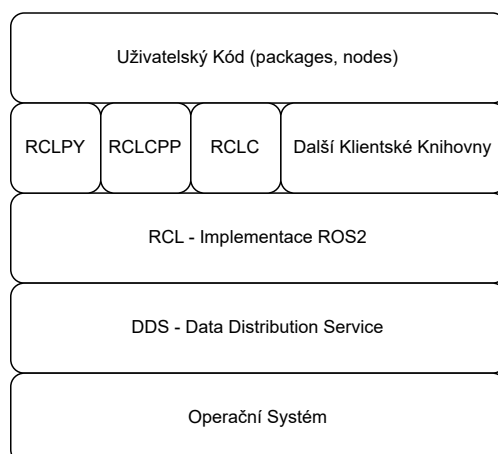 Uživatelský Kód (packages, nodes)
RCLPY RCLCPP RCLC Další Klientské Knihovny
RCL - Implementace ROS2
DDS - Data Distribution Service
Operační Systém